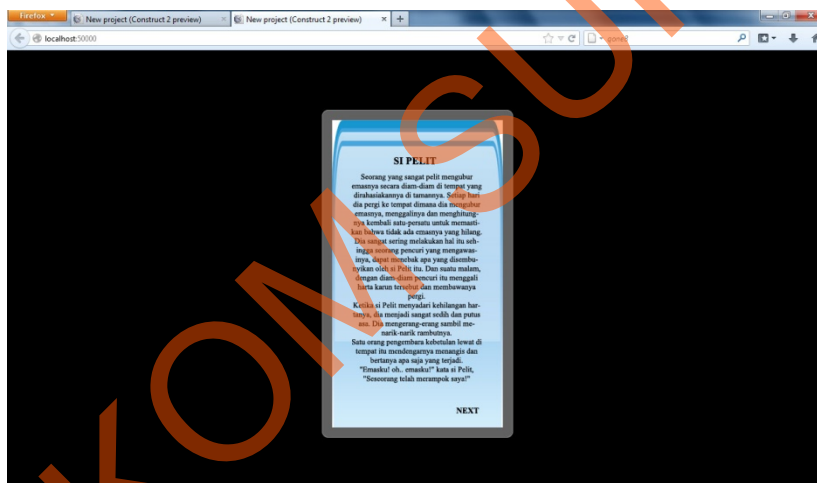 Firefox
New project (Construct 2 preview)
New project (Construct 2 preview)
localhost:50000
SI PELIT
Seorang yang sangat pelit mengubur
emasnya secara diam-diam di tempat yang
dirahasiakannya di tamannya. Setiap hari
dia pergi ke tempat dimana dia mengubur
emasnya, menggalinya dan menghitung-
nya kembali satu-persatu untuk memasti-
kan bahwa tidak ada emasnya yang hilang.
Dia sangat sering melakukan hal itu seh-
ingga seorang pencuri yang mengawas-
inya, dapat menebak apa yang disembu-
nyikan oleh si Pelit itu. Dan suatu malam,
dengan diam-diam pencuri itu menggali
harta karun tersebut dan membawanya
pergi.
Ketika si Pelit menyadari kehilangan har-
tanya, dia menjadi sangat sedih dan putus
asa. Dia mengerang-erang sambil me-
narik-narik rambutnya.
Satu orang pengembara kebetulan lewat di
tempat itu mendengarnya menangis dan
bertanya apa saja yang terjadi.
"Emasku! oh.. emasku!" kata si Pelit,
"Seseorang telah merampok saya!"
NEXT
KOM SU